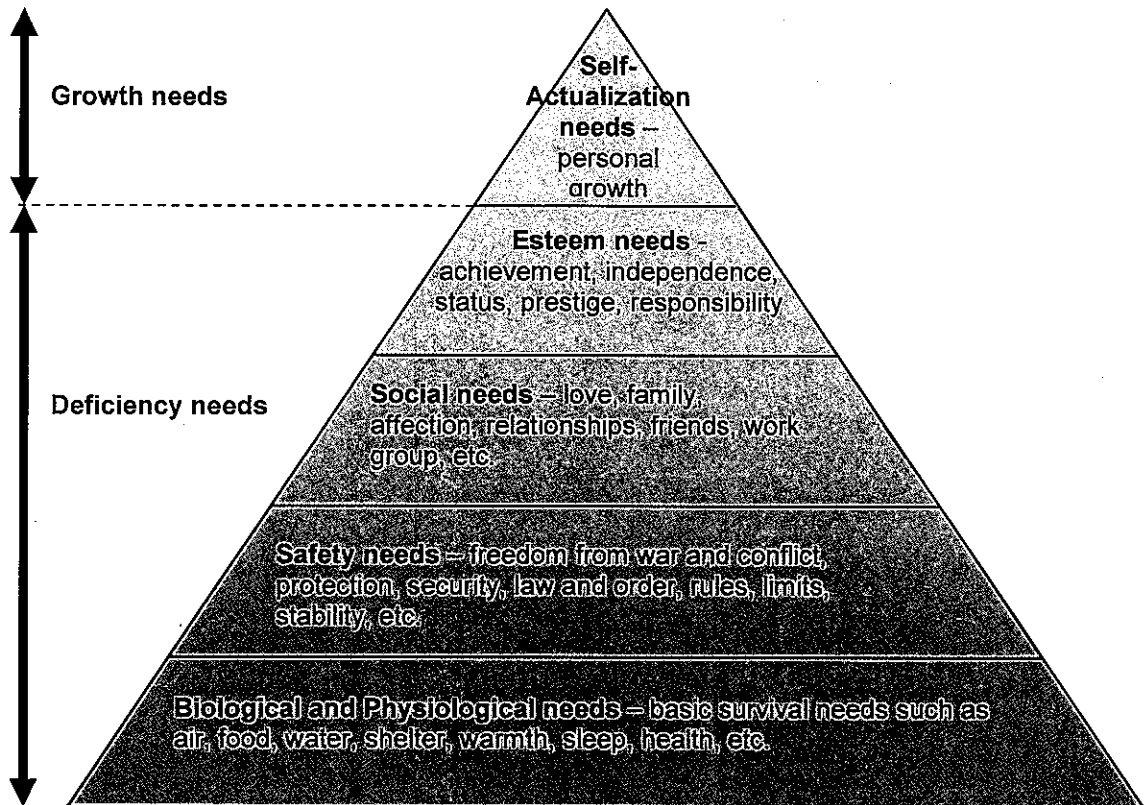 Growth needs
Self-
Actualization
needs –
personal
growth
Esteem needs -
achievement, independence,
status, prestige, responsibility
Deficiency needs
Social needs – love, family,
affection, relationships, friends, work
group, etc.
Safety needs – freedom from war and conflict,
protection, security, law and order, rules, limits,
stability, etc.
Biological and Physiological needs – basic survival needs such as
air, food, water, shelter, warmth, sleep, health, etc.